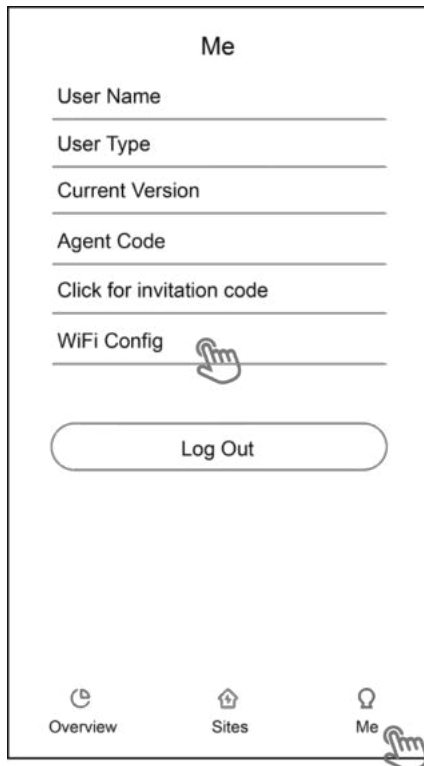 Me
User Name
User Type
Current Version
Agent Code
Click for invitation code
WiFi Config
Log Out
Overview Sites Me